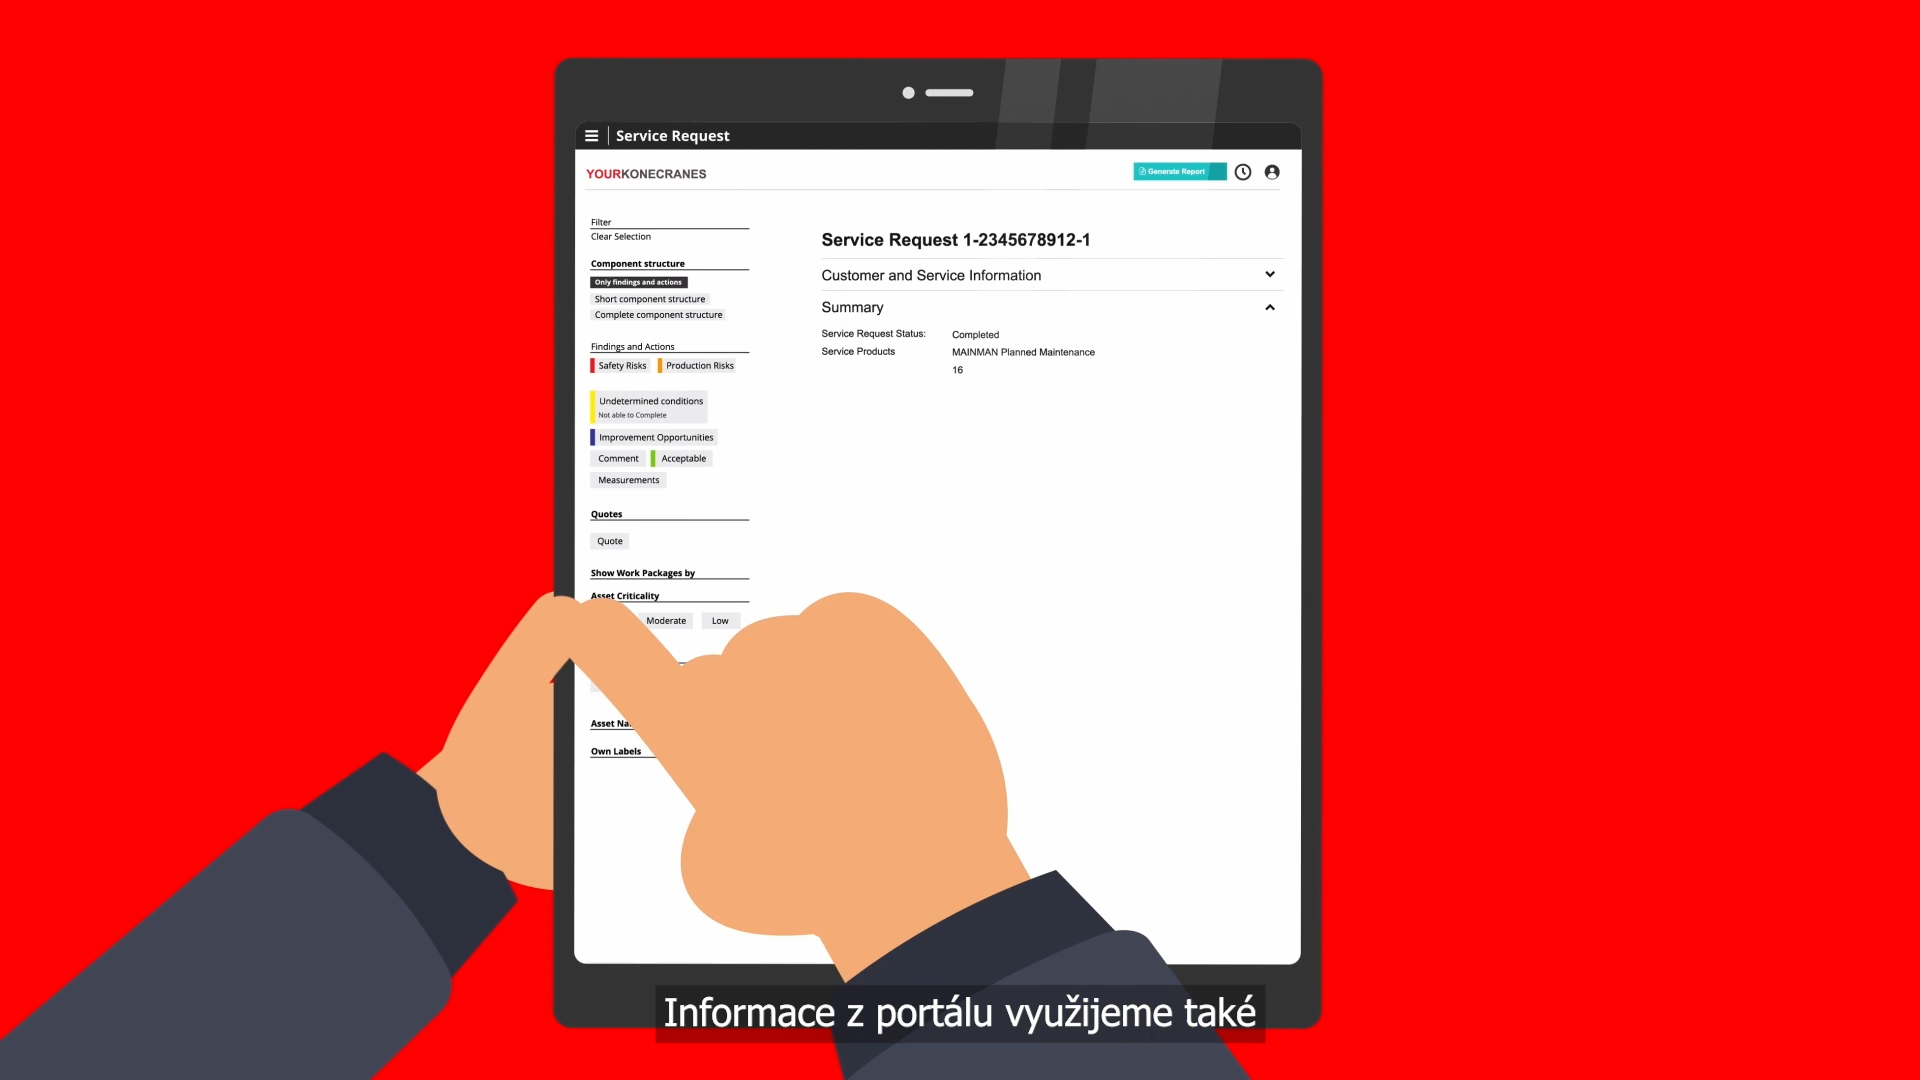 Service Request
YOURKONECRANES
Generate Report
Filter
Clear Selection
Component structure
Only findings and actions
Short component structure
Complete component structure
Findings and Actions
Safety Risks
Production Risks
Undetermined conditions
Not able to Complete
Improvement Opportunities
Comment
Acceptable
Measurements
Quotes
Quote
Show Work Packages by
Asset Criticality
Moderate
Low
Asset
Own Labels
Service Request 1-2345678912-1
Customer and Service Information
Summary
Service Request Status: Completed
Service Products MAINMAN Planned Maintenance
16
Informace z portálu využijeme také